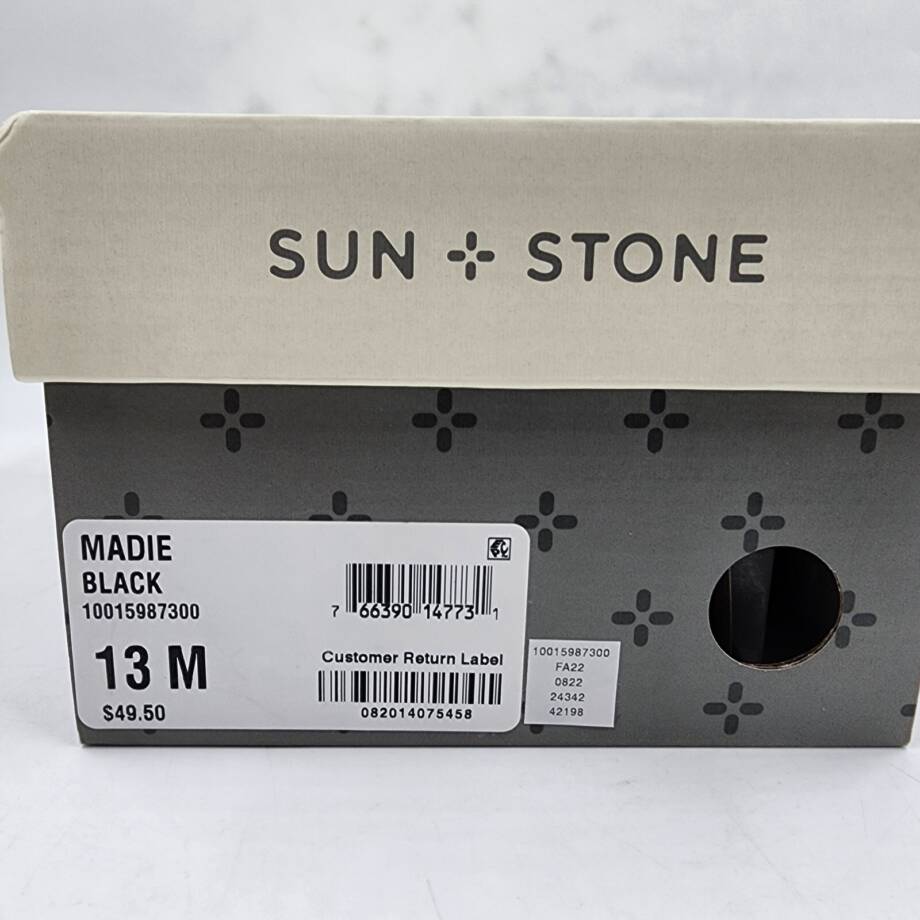 SUN + STONE
MADIE
BLACK
10015987300
7 66390 14773 1
13 M
$49.50
Customer Return Label
082014075458
10015987300
FA22
0822
24342
42198